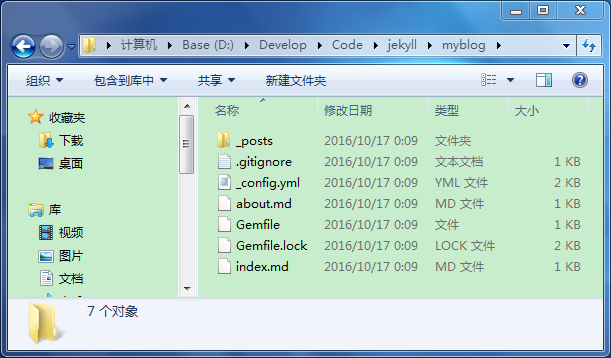 计算机 Base (D:) Develop Code jekyll myblog
组织 包含到库中 共享 新建文件夹
名称 修改日期 类型 大小
收藏夹
下载
桌面
库
视频
图片
文档
_posts 2016/10/17 0:09 文件夹
.gitignore 2016/10/17 0:09 文本文档 1 KB
_config.yml 2016/10/17 0:09 YML 文件 2 KB
about.md 2016/10/17 0:09 MD 文件 1 KB
Gemfile 2016/10/17 0:09 文件 1 KB
Gemfile.lock 2016/10/17 0:09 LOCK 文件 2 KB
index.md 2016/10/17 0:09 MD 文件 1 KB
7 个对象